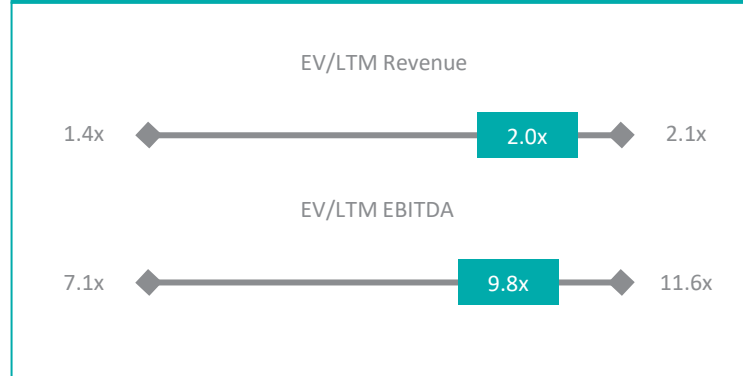 EV/LTM Revenue
1.4x 2.0x 2.1x
EV/LTM EBITDA
7.1x 9.8x 11.6x